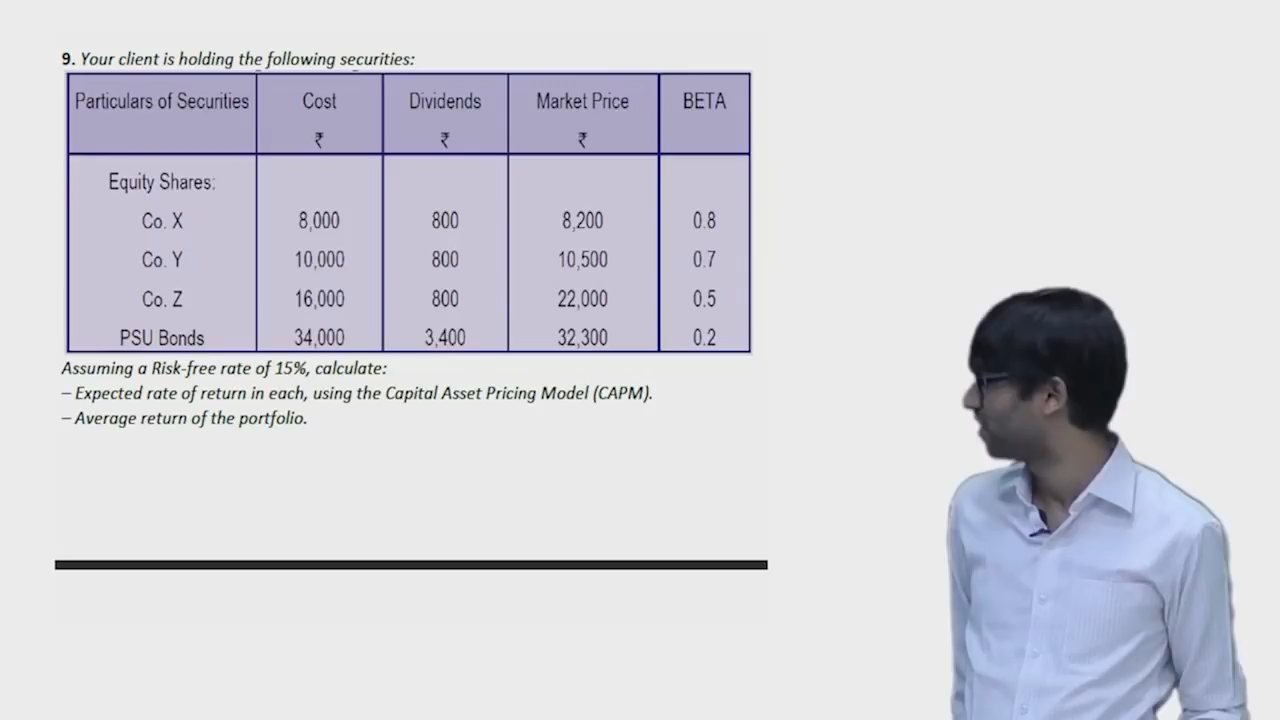 9. Your client is holding the following securities:
Particulars of Securities Cost Dividends Market Price BETA
₹ ₹ ₹
Equity Shares:
Co. X 8,000 800 8,200 0.8
Co. Y 10,000 800 10,500 0.7
Co. Z 16,000 800 22,000 0.5
PSU Bonds 34,000 3,400 32,300 0.2
Assuming a Risk-free rate of 15%, calculate:
– Expected rate of return in each, using the Capital Asset Pricing Model (CAPM).
– Average return of the portfolio.